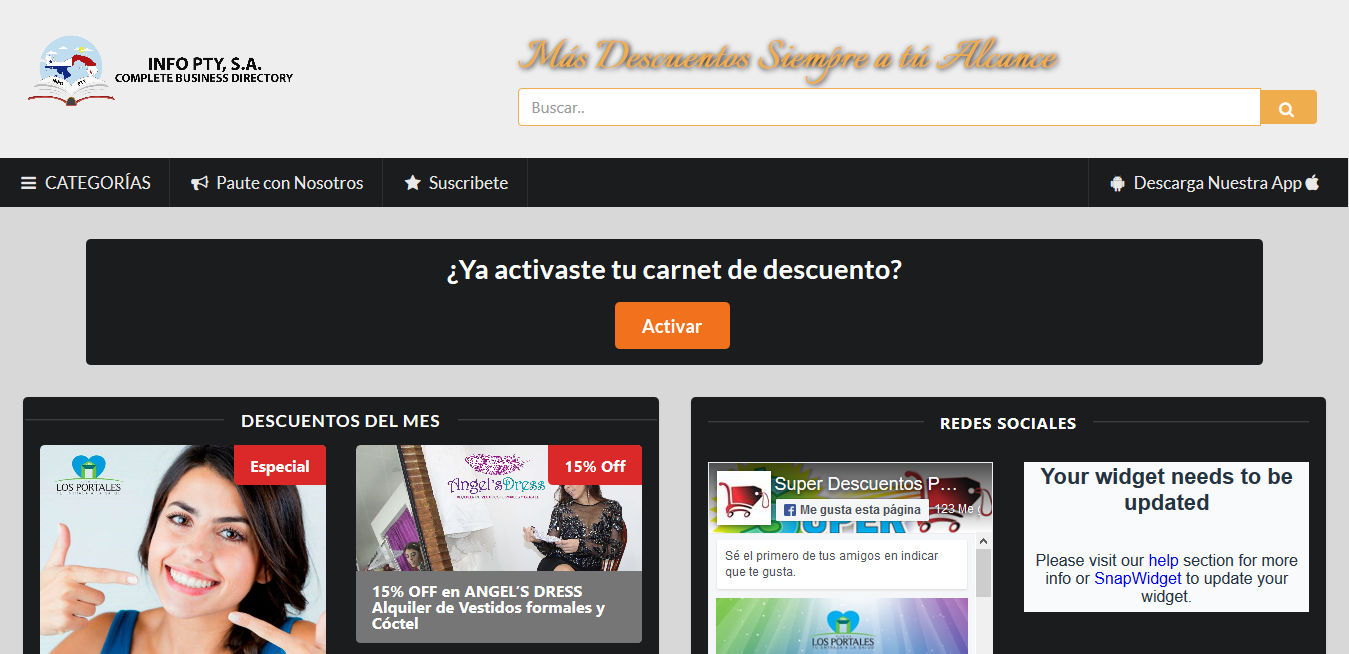 INFO PTY, S.A.
COMPLETE BUSINESS DIRECTORY
Más Descuentos Siempre a tú Alcance
Buscar..
CATEGORÍAS
Paute con Nosotros
Suscribete
Descarga Nuestra App
¿Ya activaste tu carnet de descuento?
Activar
DESCUENTOS DEL MES
LOS PORTALES
Especial
Angel'sDress
15% Off
15% OFF en ANGEL'S DRESS
Alquiler de Vestidos formales y
Cóctel
REDES SOCIALES
Super Descuentos P…
Me gusta esta página
123 Me g
SUPER
Sé el primero de tus amigos en indicar
que te gusta.
LOS PORTALES
Your widget needs to be
updated
Please visit our help section for more
info or SnapWidget to update your
widget.